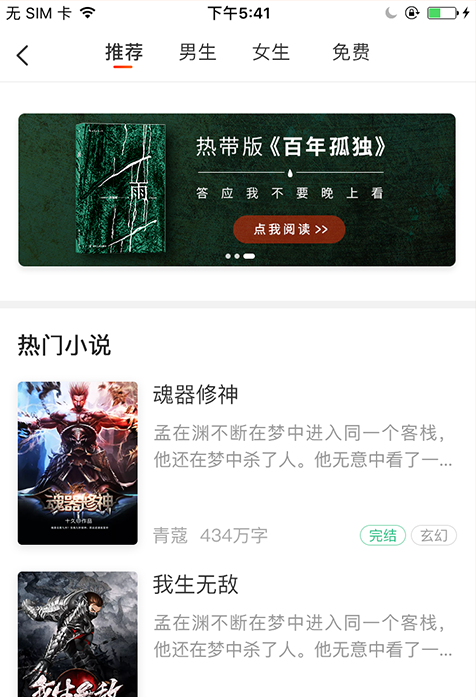 无 SIM 卡 下午5:41
推荐 男生 女生 免费
雨
热带版《百年孤独》
答应我不要晚上看
点我阅读 >>
热门小说
魂器修神
孟在渊不断在梦中进入同一个客栈，
他还在梦中杀了人。他无意中看了一...
青蔻 434万字 完结 玄幻
魂器修神
十久©作品
我生无敌
孟在渊不断在梦中进入同一个客栈，
他还在梦中杀了人。他无意中看了一...
我生无敌